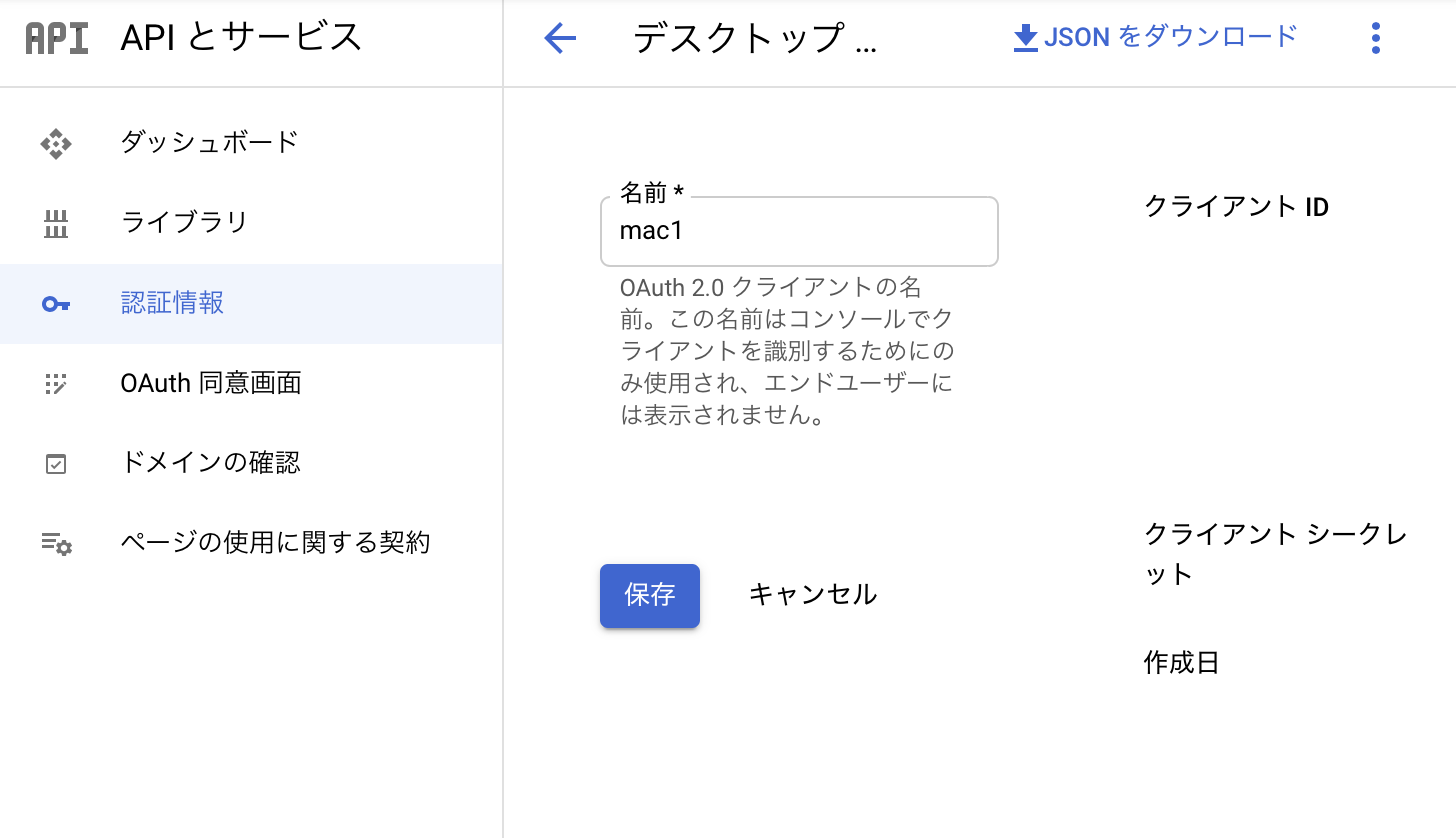 API API とサービス
デスクトップ ...
JSON をダウンロード
ダッシュボード
ライブラリ
認証情報
OAuth 同意画面
ドメインの確認
ページの使用に関する契約
名前 *
mac1
OAuth 2.0 クライアントの名
前。この名前はコンソールでク
ライアントを識別するためにの
み使用され、エンドユーザーに
は表示されません。
保存
キャンセル
クライアント ID
クライアント シークレ
ット
作成日